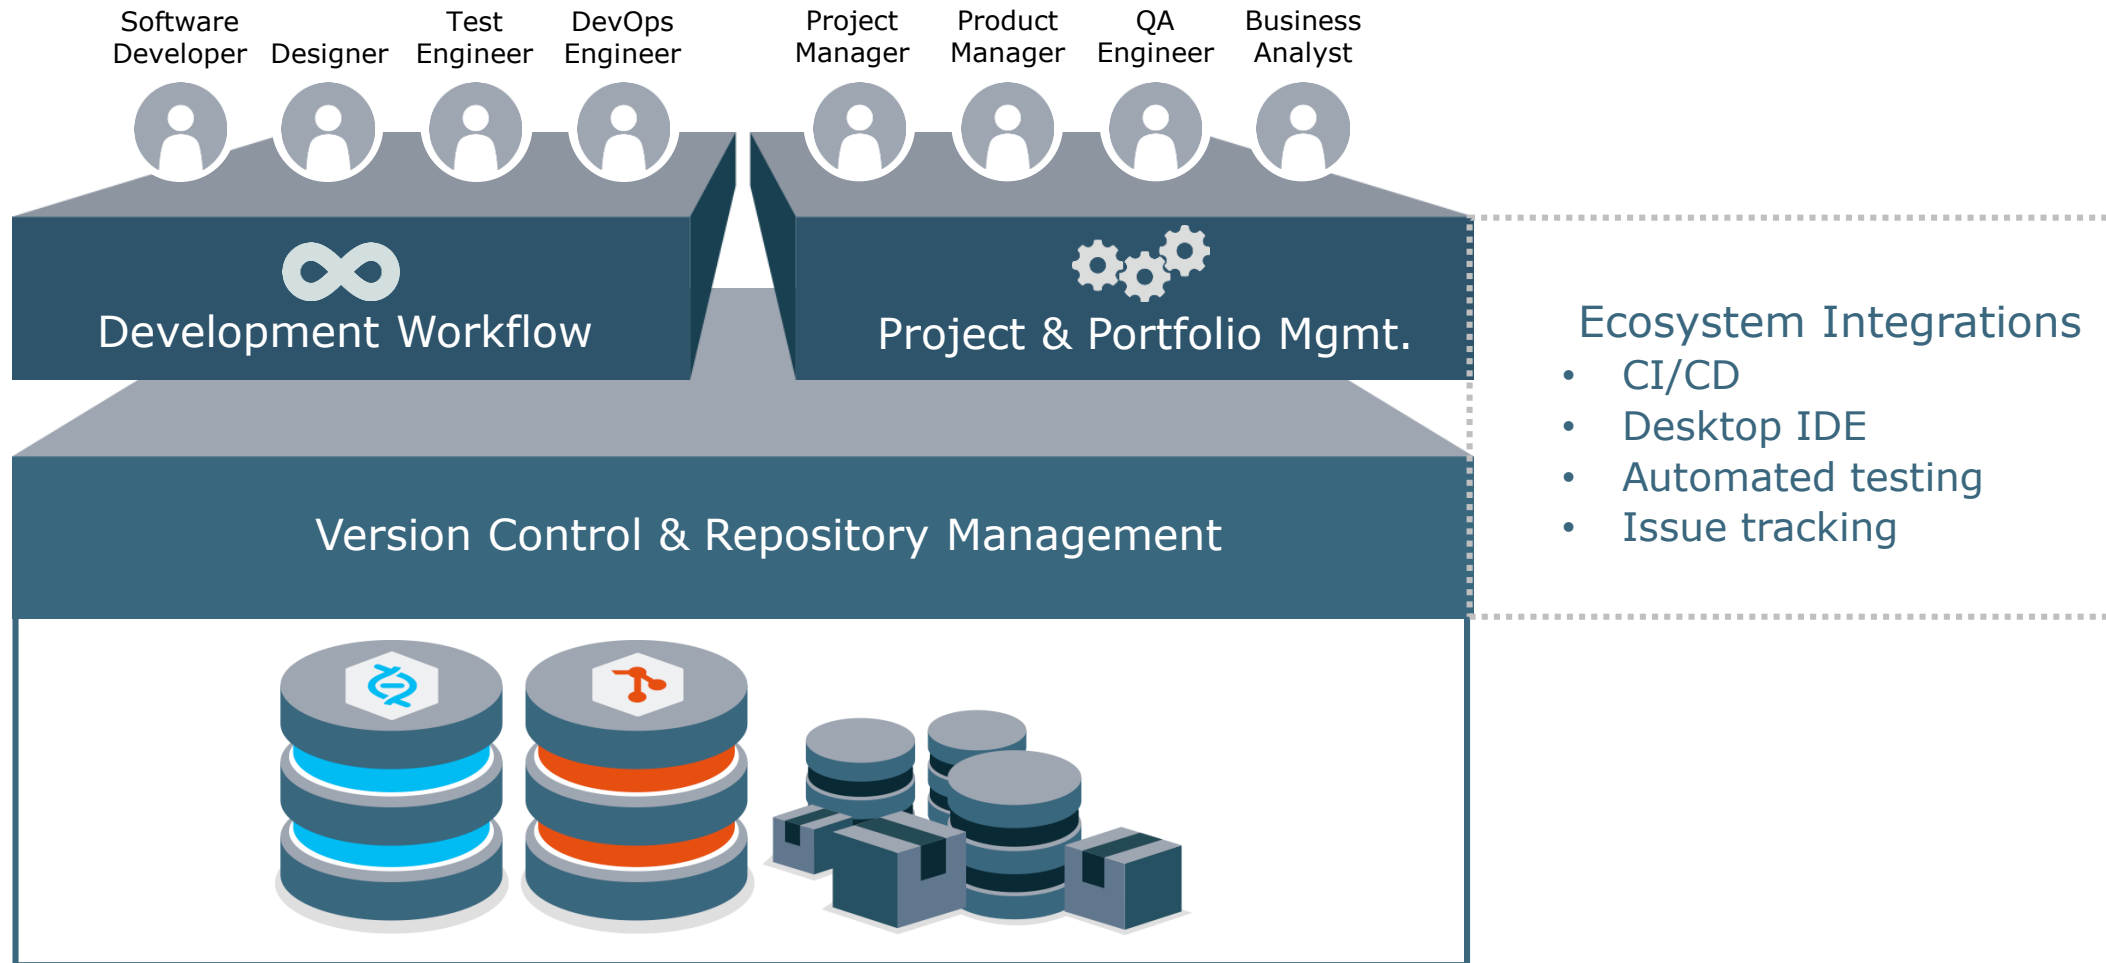 Software
Developer
Designer
Test
Engineer
DevOps
Engineer
Project
Manager
Product
Manager
QA
Engineer
Business
Analyst
Development Workflow
Project & Portfolio Mgmt.
Ecosystem Integrations
• CI/CD
• Desktop IDE
• Automated testing
• Issue tracking
Version Control & Repository Management